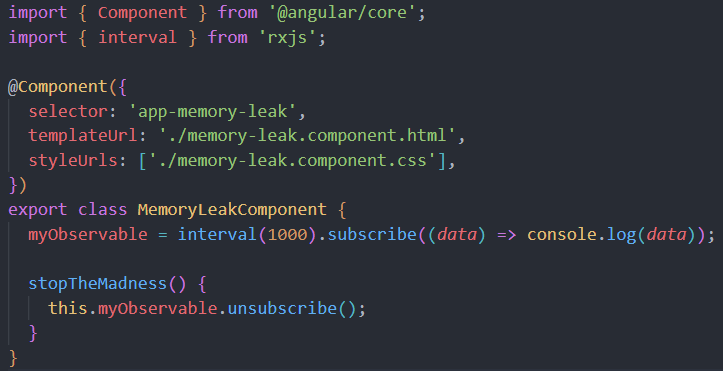 import { Component } from '@angular/core';
import { interval } from 'rxjs';

@Component({
  selector: 'app-memory-leak',
  templateUrl: './memory-leak.component.html',
  styleUrls: ['./memory-leak.component.css'],
})
export class MemoryLeakComponent {
  myObservable = interval(1000).subscribe((data) => console.log(data));

  stopTheMadness() {
    this.myObservable.unsubscribe();
  }
}